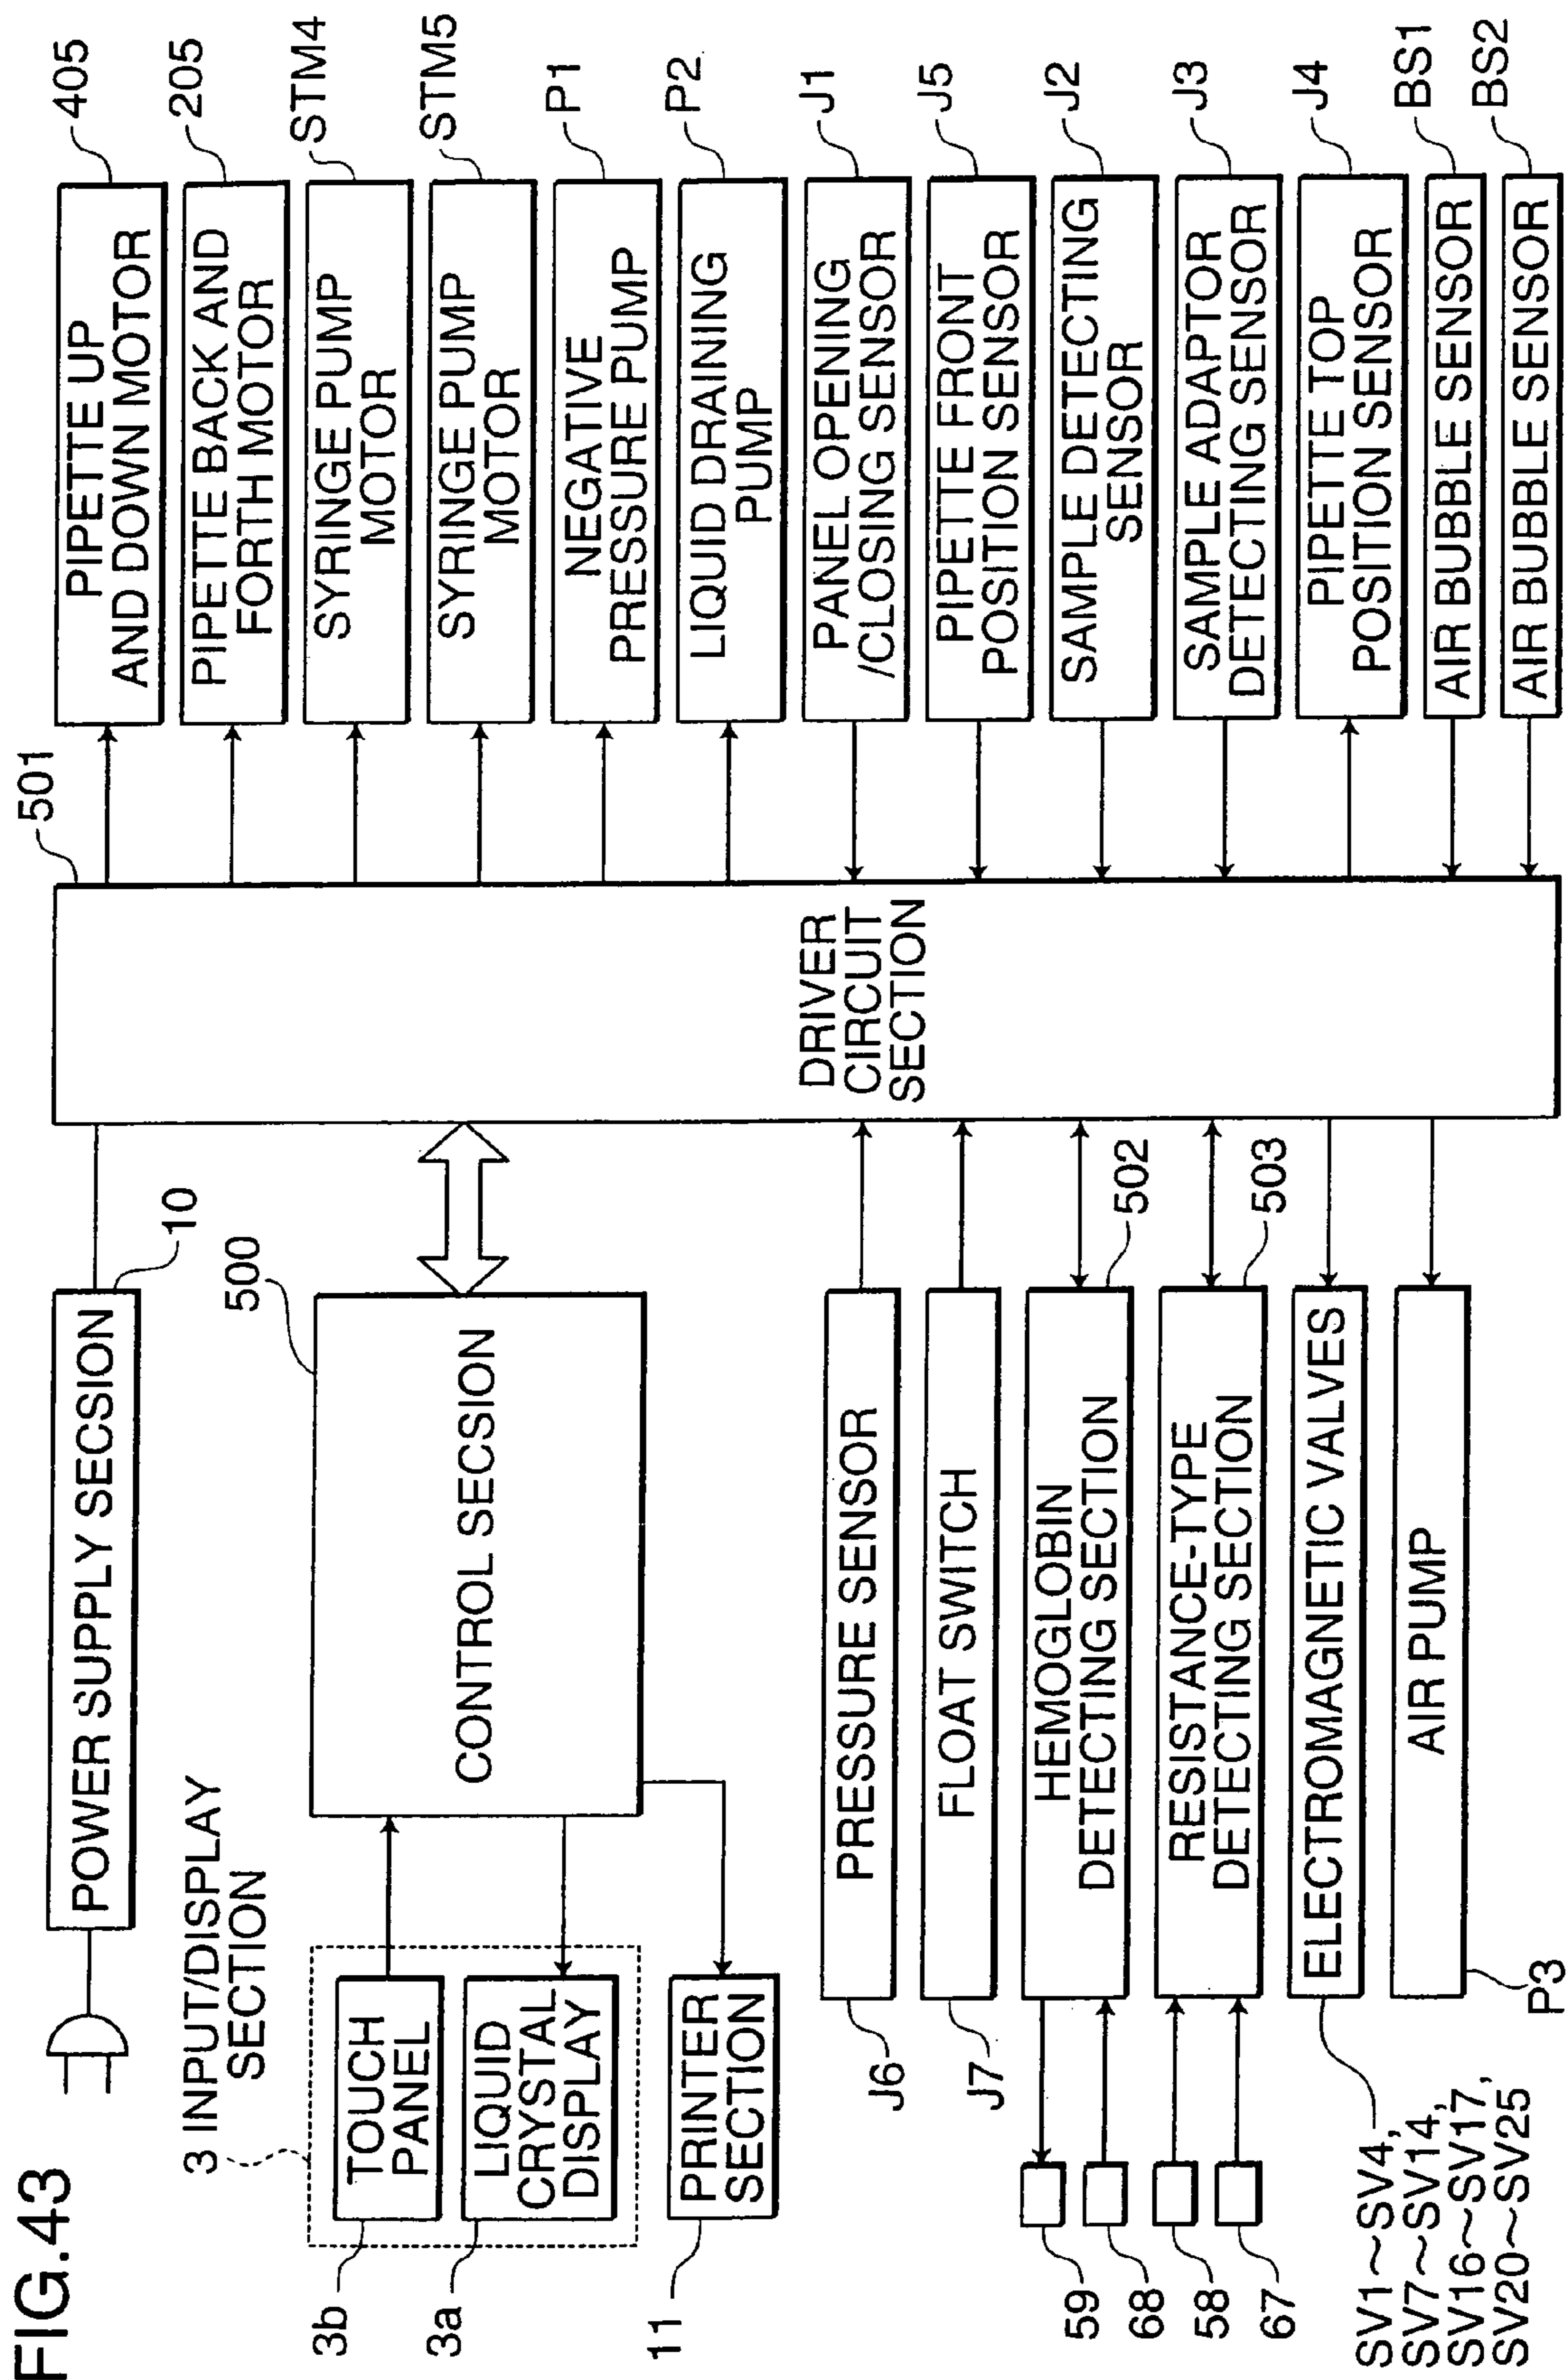 FIG.43
POWER SUPPLY SECSION
10
3 INPUT/DISPLAY
SECTION
3b
TOUCH
PANEL
3a
LIQUID
CRYSTAL
DISPLAY
11
PRINTER
SECTION
500
CONTROL SECSION
J6
PRESSURE SENSOR
J7
FLOAT SWITCH
HEMOGLOBIN
DETECTING SECTION
502
59
68
RESISTANCE-TYPE
DETECTING SECTION
503
58
67
ELECTROMAGNETIC VALVES
SV1~SV4,
SV7~SV14,
SV16~SV17,
SV20~SV25
AIR PUMP
P3
501
DRIVER
CIRCUIT
SECTION
PIPETTE UP
AND DOWN MOTOR
405
PIPETTE BACK AND
FORTH MOTOR
205
SYRINGE PUMP
MOTOR
STM4
SYRINGE PUMP
MOTOR
STM5
NEGATIVE
PRESSURE PUMP
P1
LIQUID DRAINING
PUMP
P2
PANEL OPENING
/CLOSING SENSOR
J1
PIPETTE FRONT
POSITION SENSOR
J5
SAMPLE DETECTING
SENSOR
J2
SAMPLE ADAPTOR
DETECTING SENSOR
J3
PIPETTE TOP
POSITION SENSOR
J4
AIR BUBBLE SENSOR
BS1
AIR BUBBLE SENSOR
BS2